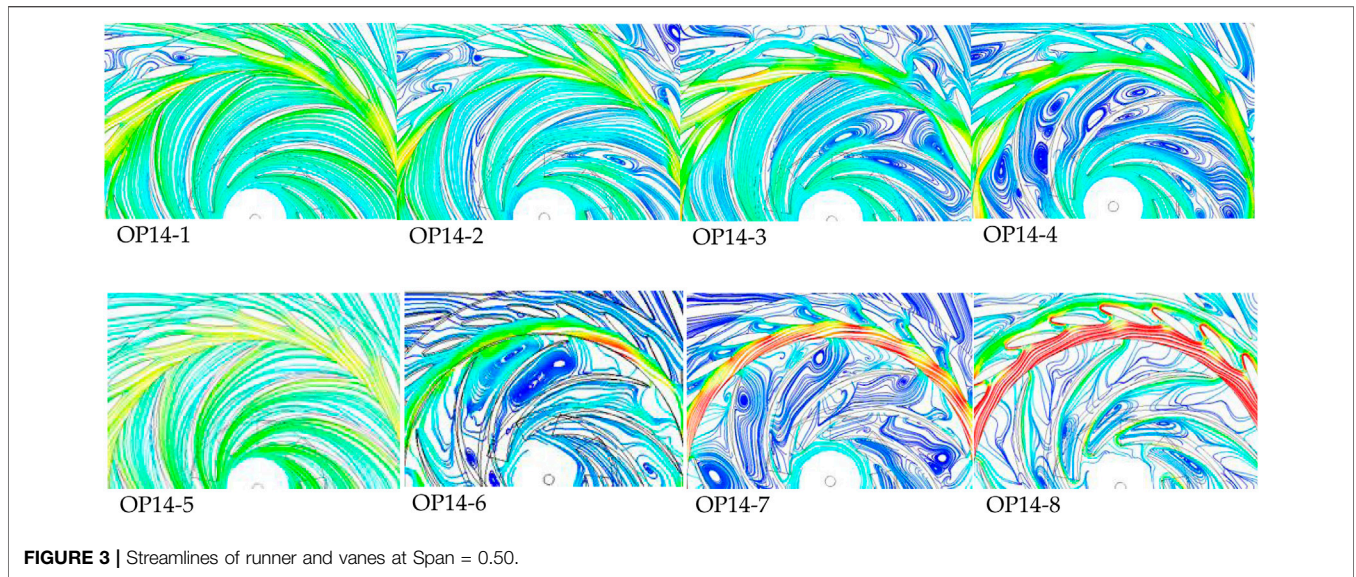 OP14-1
OP14-2
OP14-3
OP14-4
OP14-5
OP14-6
OP14-7
OP14-8
FIGURE 3 | Streamlines of runner and vanes at Span = 0.50.